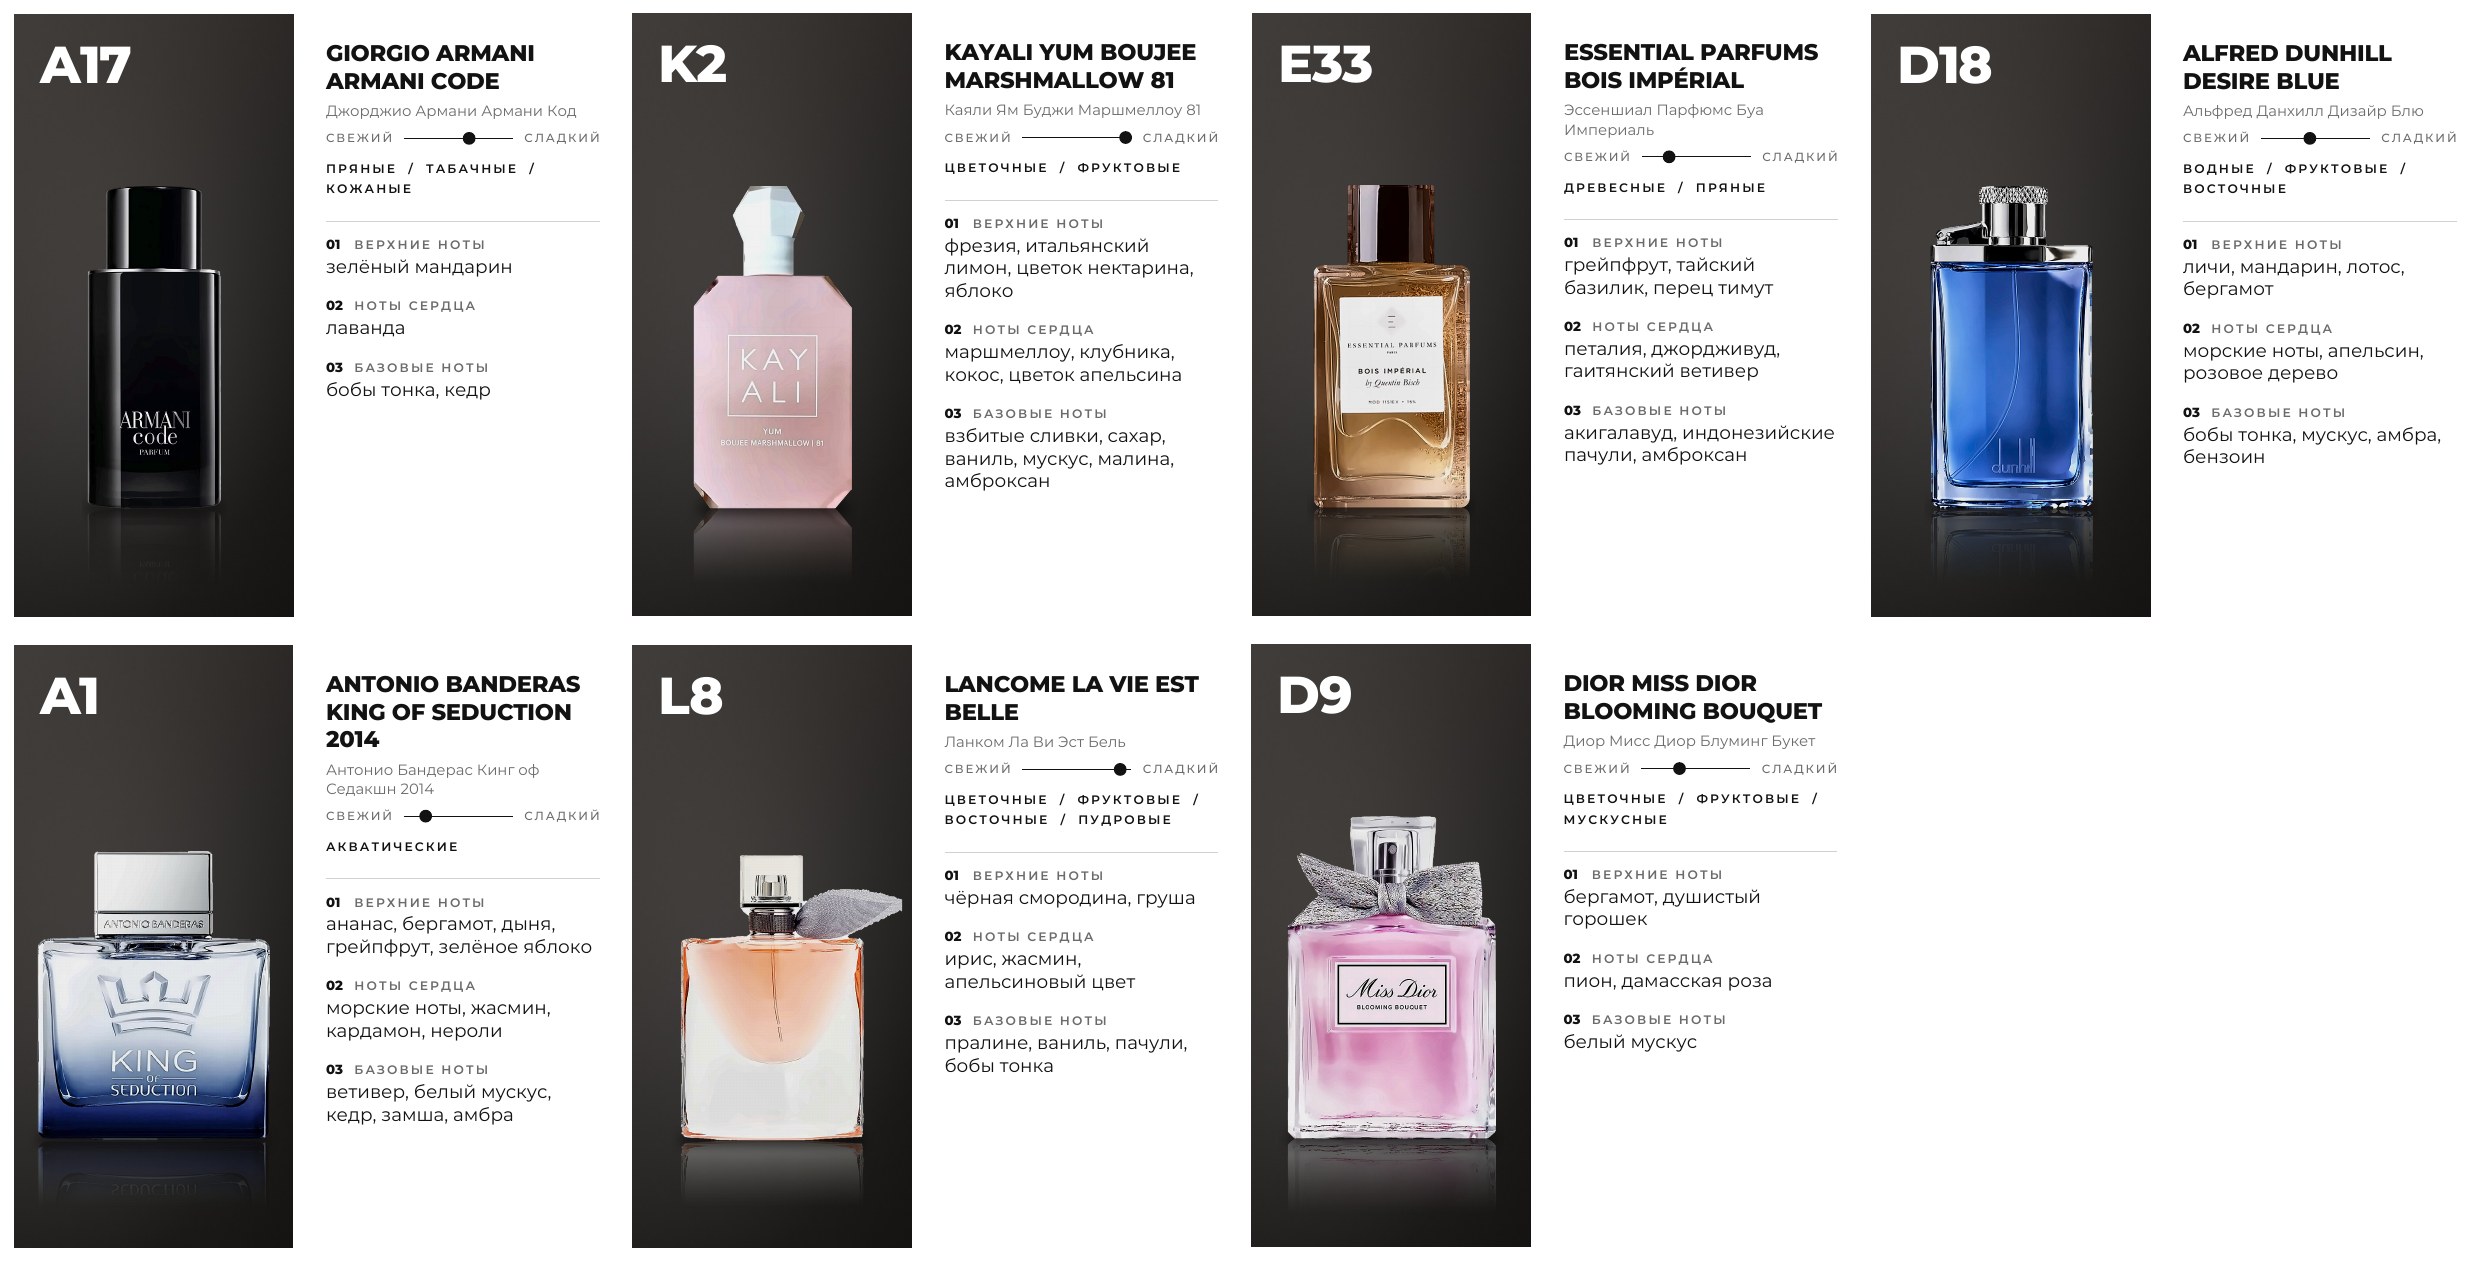 A17
GIORGIO ARMANI
ARMANI CODE
Джорджио Армани Армани Код
СВЕЖИЙ СЛАДКИЙ
ПРЯНЫЕ / ТАБАЧНЫЕ /
КОЖАНЫЕ
01 ВЕРХНИЕ НОТЫ
зелёный мандарин
02 НОТЫ СЕРДЦА
лаванда
03 БАЗОВЫЕ НОТЫ
бобы тонка, кедр
ARMANI
code
PARFUM
K2
KAYALI YUM BOUJEE
MARSHMALLOW 81
Каяли Ям Буджи Маршмеллоу 81
СВЕЖИЙ СЛАДКИЙ
ЦВЕТОЧНЫЕ / ФРУКТОВЫЕ
01 ВЕРХНИЕ НОТЫ
фрезия, итальянский
лимон, цветок нектарина,
яблоко
02 НОТЫ СЕРДЦА
маршмеллоу, клубника,
кокос, цветок апельсина
03 БАЗОВЫЕ НОТЫ
взбитые сливки, сахар,
ваниль, мускус, малина,
амброксан
KAY
ALI
YUM
BOUJEE MARSHMALLOW | 81
E33
ESSENTIAL PARFUMS
BOIS IMPÉRIAL
Эссеншиал Парфюмс Буа
Империаль
СВЕЖИЙ СЛАДКИЙ
ДРЕВЕСНЫЕ / ПРЯНЫЕ
01 ВЕРХНИЕ НОТЫ
грейпфрут, тайский
базилик, перец тимут
02 НОТЫ СЕРДЦА
петалия, джордживуд,
гаитянский ветивер
03 БАЗОВЫЕ НОТЫ
акигалавуд, индонезийские
пачули, амброксан
ESSENTIAL PARFUMS
PARIS
BOIS IMPÉRIAL
by Quentin Bisch
D18
ALFRED DUNHILL
DESIRE BLUE
Альфред Данхилл Дизайр Блю
СВЕЖИЙ СЛАДКИЙ
ВОДНЫЕ / ФРУКТОВЫЕ /
ВОСТОЧНЫЕ
01 ВЕРХНИЕ НОТЫ
личи, мандарин, лотос,
бергамот
02 НОТЫ СЕРДЦА
морские ноты, апельсин,
розовое дерево
03 БАЗОВЫЕ НОТЫ
бобы тонка, мускус, амбра,
бензоин
dunhill
A1
ANTONIO BANDERAS
KING OF SEDUCTION
2014
Антонио Бандерас Кинг оф
Седакшн 2014
СВЕЖИЙ СЛАДКИЙ
АКВАТИЧЕСКИЕ
01 ВЕРХНИЕ НОТЫ
ананас, бергамот, дыня,
грейпфрут, зелёное яблоко
02 НОТЫ СЕРДЦА
морские ноты, жасмин,
кардамон, нероли
03 БАЗОВЫЕ НОТЫ
ветивер, белый мускус,
кедр, замша, амбра
ANTONIO BANDERAS
KING
OF
SEDUCTION
L8
LANCOME LA VIE EST
BELLE
Ланком Ла Ви Эст Бель
СВЕЖИЙ СЛАДКИЙ
ЦВЕТОЧНЫЕ / ФРУКТОВЫЕ /
ВОСТОЧНЫЕ / ПУДРОВЫЕ
01 ВЕРХНИЕ НОТЫ
чёрная смородина, груша
02 НОТЫ СЕРДЦА
ирис, жасмин,
апельсиновый цвет
03 БАЗОВЫЕ НОТЫ
пралине, ваниль, пачули,
бобы тонка
D9
DIOR MISS DIOR
BLOOMING BOUQUET
Диор Мисс Диор Блуминг Букет
СВЕЖИЙ СЛАДКИЙ
ЦВЕТОЧНЫЕ / ФРУКТОВЫЕ /
МУСКУСНЫЕ
01 ВЕРХНИЕ НОТЫ
бергамот, душистый
горошек
02 НОТЫ СЕРДЦА
пион, дамасская роза
03 БАЗОВЫЕ НОТЫ
белый мускус
Miss Dior
BLOOMING BOUQUET